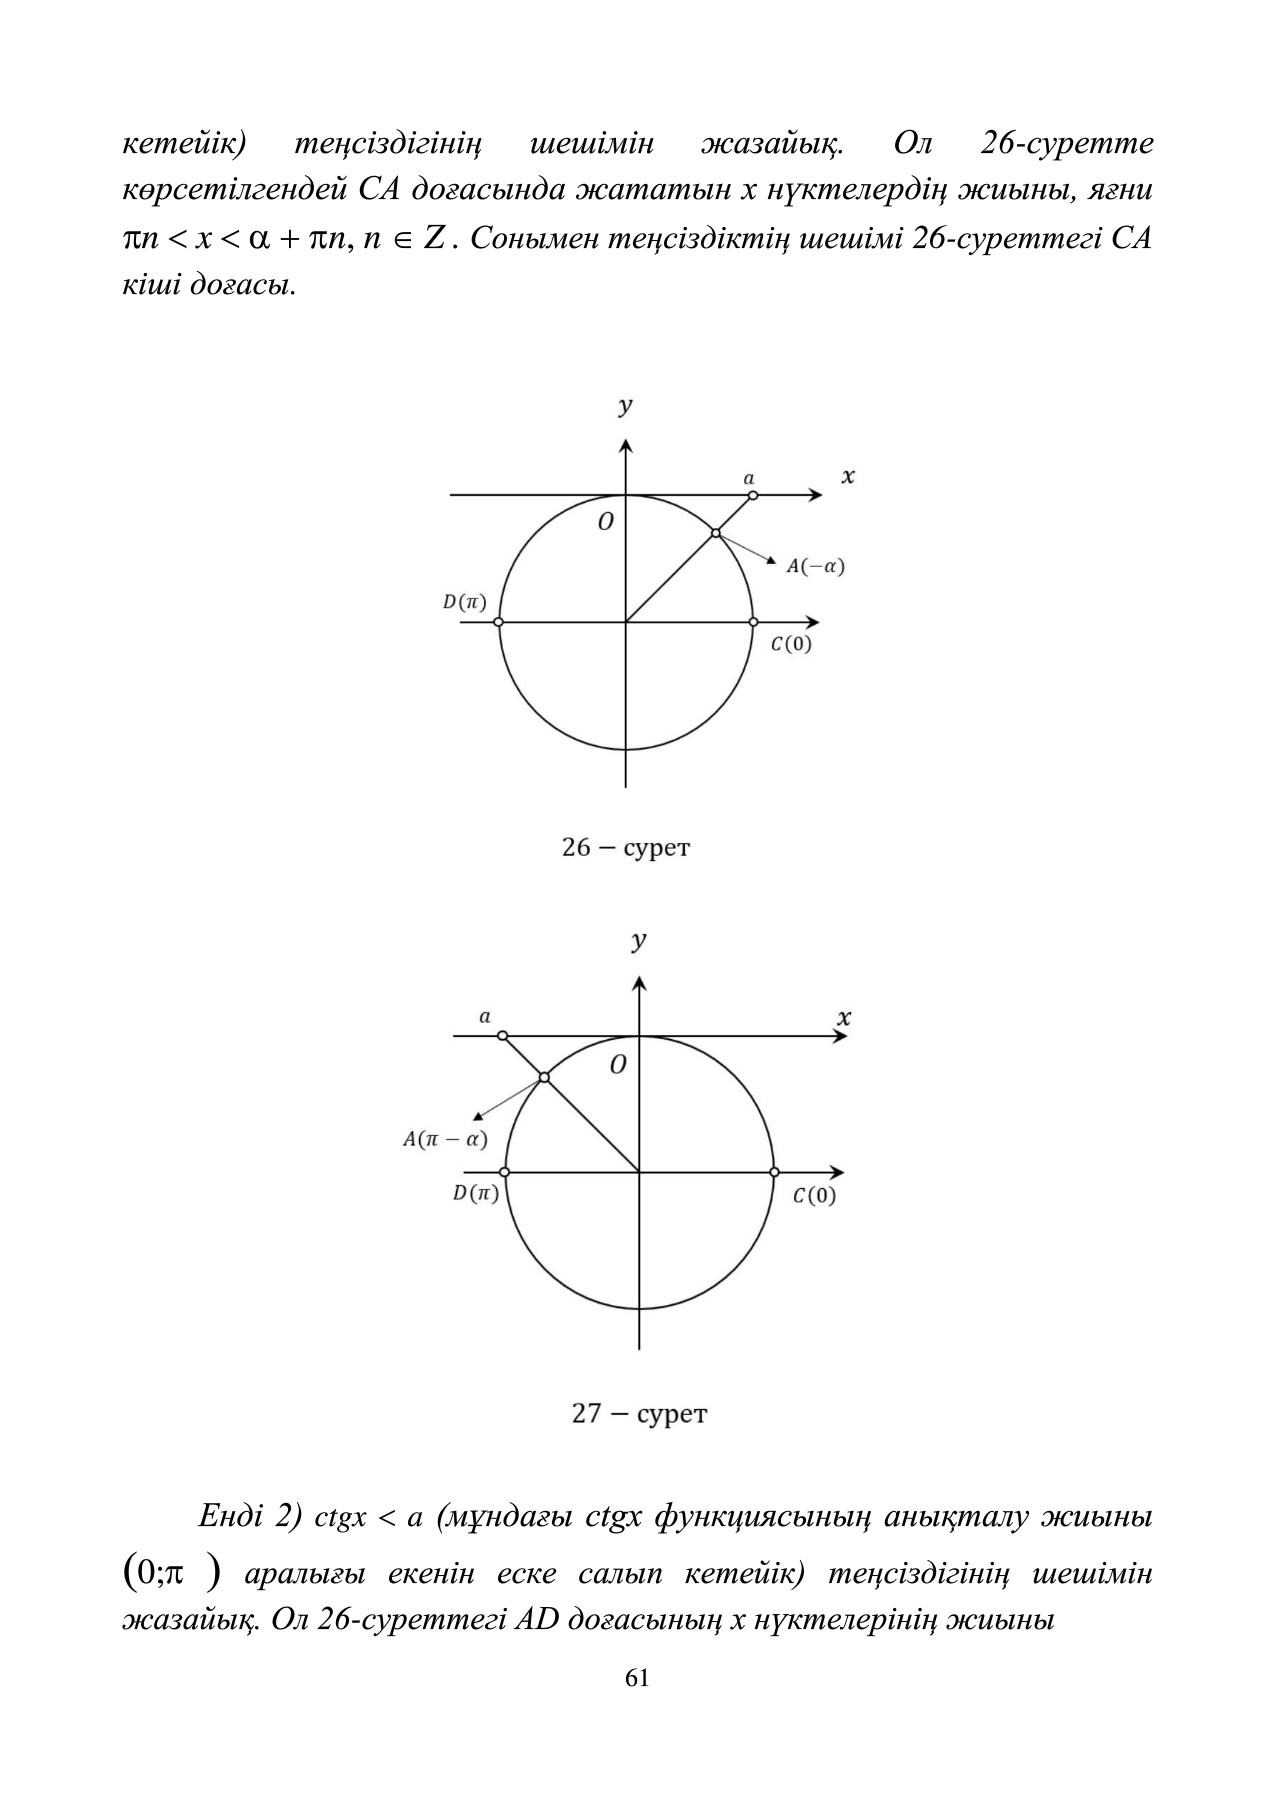 кетейік) теңсіздігінің шешімін жазайық. Ол 26-суретте
көрсетілгендей СА доғасында жататын x нүктелердің жиыны, яғни
πn < x < α + πn, n ∈ Z . Сонымен теңсіздіктің шешімі 26-суреттегі СА
кіші доғасы.
y
a
x
O
A(−α)
D(π)
C(0)
26 − сурет
y
a
x
O
A(π − α)
D(π)
C(0)
27 − сурет
Енді 2) ctgx < a (мұндағы ctgx функциясының анықталу жиыны
(0;π ) аралығы екенін еске салып кетейік) теңсіздігінің шешімін
жазайық. Ол 26-суреттегі AD доғасының x нүктелерінің жиыны
61